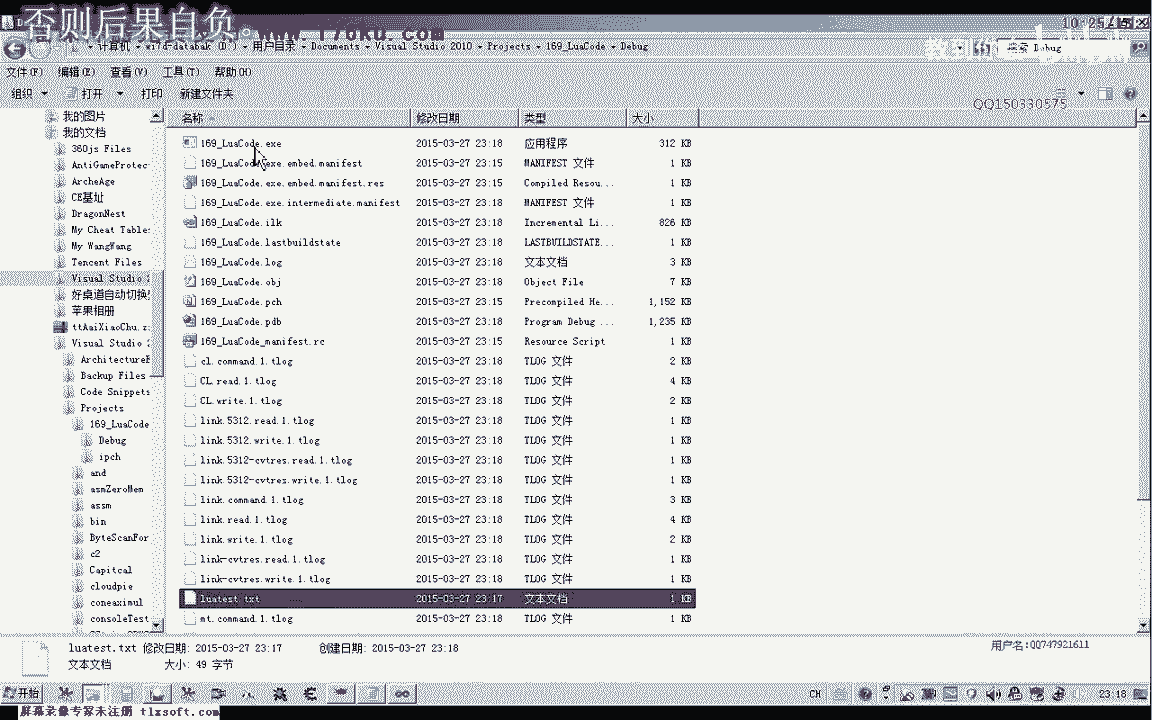 否则后果自负。
www.17oku.com
10:25
计算机 ▸ wi7d-databak (D:) ▸ 用户目录 ▸ Documents ▸ Visual Studio 2010 ▸ Projects ▸ 169_LuaCode ▸ Debug
搜索 Debug
文件(F) 编辑(E) 查看(V) 工具(T) 帮助(H)
组织 打开 打印 新建文件夹
QQ150330575
名称 修改日期 类型 大小
我的图片
我的文档
360js Files
AntiGameProtec
ArcheAge
CE基址
DragonNest
My Cheat Table
My WangWang
Tencent Files
Visual Studio
好桌道自动切换
苹果相册
ttAaiXiaoChu.z
Visual Studio
Architecture
Backup Files
Code Snippets
Projects
169_LuaCode
Debug
ipch
and
asmZeroMem
assm
bin
ByteScanFor
c2
Capitcal
cloudpie
coneaximul
consoleTest
169_LuaCode.exe 2015-03-27 23:18 应用程序 312 KB
169_LuaCode.exe.embed.manifest 2015-03-27 23:15 MANIFEST 文件 1 KB
169_LuaCode.exe.embed.manifest.res 2015-03-27 23:15 Compiled Resou... 1 KB
169_LuaCode.exe.intermediate.manifest 2015-03-27 23:18 MANIFEST 文件 1 KB
169_LuaCode.ilk 2015-03-27 23:18 Incremental Li... 826 KB
169_LuaCode.lastbuildstate 2015-03-27 23:18 LASTBUILDSTATE... 1 KB
169_LuaCode.log 2015-03-27 23:18 文本文档 3 KB
169_LuaCode.obj 2015-03-27 23:18 Object File 7 KB
169_LuaCode.pch 2015-03-27 23:15 Precompiled He... 1,152 KB
169_LuaCode.pdb 2015-03-27 23:18 Program Debug ... 1,235 KB
169_LuaCode_manifest.rc 2015-03-27 23:15 Resource Script 1 KB
cl.command.1.tlog 2015-03-27 23:18 TLOG 文件 2 KB
CL.read.1.tlog 2015-03-27 23:18 TLOG 文件 4 KB
CL.write.1.tlog 2015-03-27 23:18 TLOG 文件 2 KB
link.5312.read.1.tlog 2015-03-27 23:18 TLOG 文件 1 KB
link.5312.write.1.tlog 2015-03-27 23:18 TLOG 文件 1 KB
link.5312-cvtres.read.1.tlog 2015-03-27 23:18 TLOG 文件 1 KB
link.5312-cvtres.write.1.tlog 2015-03-27 23:18 TLOG 文件 1 KB
link.command.1.tlog 2015-03-27 23:18 TLOG 文件 3 KB
link.read.1.tlog 2015-03-27 23:18 TLOG 文件 4 KB
link.write.1.tlog 2015-03-27 23:18 TLOG 文件 2 KB
link-cvtres.read.1.tlog 2015-03-27 23:18 TLOG 文件 1 KB
link-cvtres.write.1.tlog 2015-03-27 23:18 TLOG 文件 1 KB
luatest.txt 2015-03-27 23:17 文本文档 1 KB
mt.command.1.tlog 2015-03-27 23:18 TLOG 文件 1 KB
luatest.txt 修改日期: 2015-03-27 23:17 创建日期: 2015-03-27 23:18
文本文档 大小: 49 字节
用户名:QQ747921611
开始 CH 23:18
屏幕录像专家未注册 tlxsoft.com